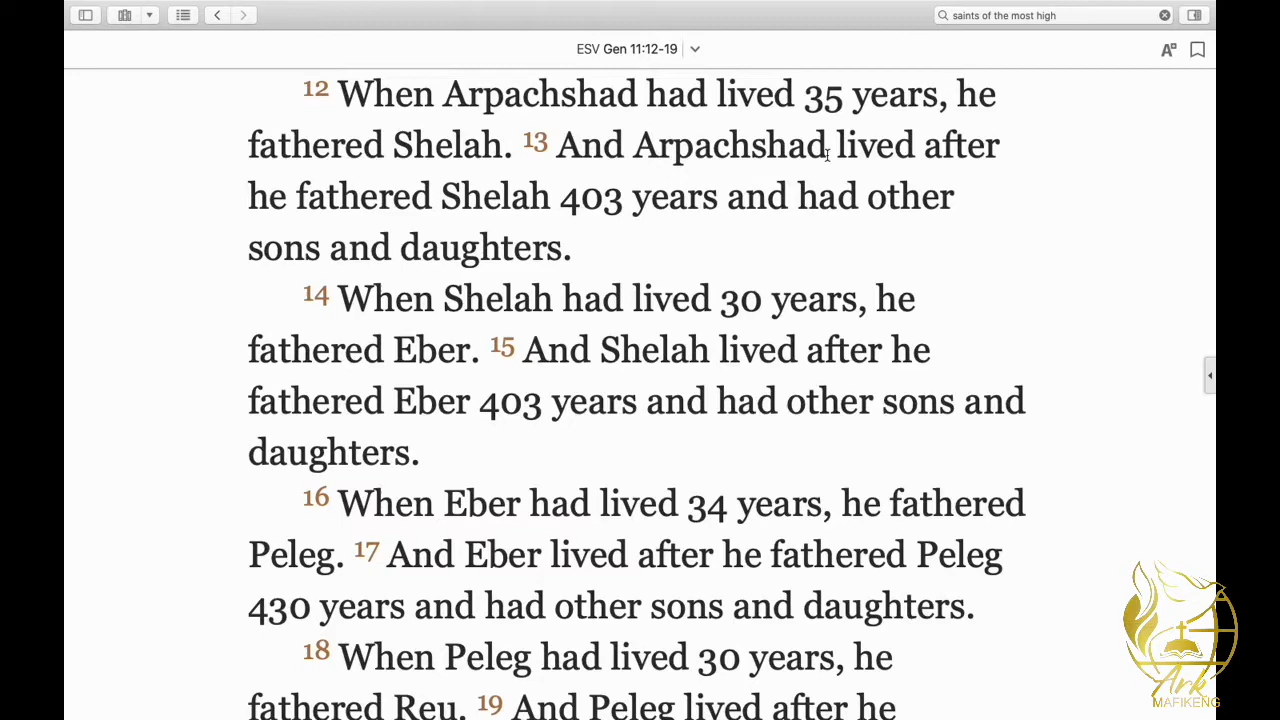 saints of the most high
ESV Gen 11:12-19
12 When Arpachshad had lived 35 years, he
fathered Shelah. 13 And Arpachshad lived after
he fathered Shelah 403 years and had other
sons and daughters.
14 When Shelah had lived 30 years, he
fathered Eber. 15 And Shelah lived after he
fathered Eber 403 years and had other sons and
daughters.
16 When Eber had lived 34 years, he fathered
Peleg. 17 And Eber lived after he fathered Peleg
430 years and had other sons and daughters.
18 When Peleg had lived 30 years, he
fathered Reu. 19 And Peleg lived after he
Ark
MAFIKENG